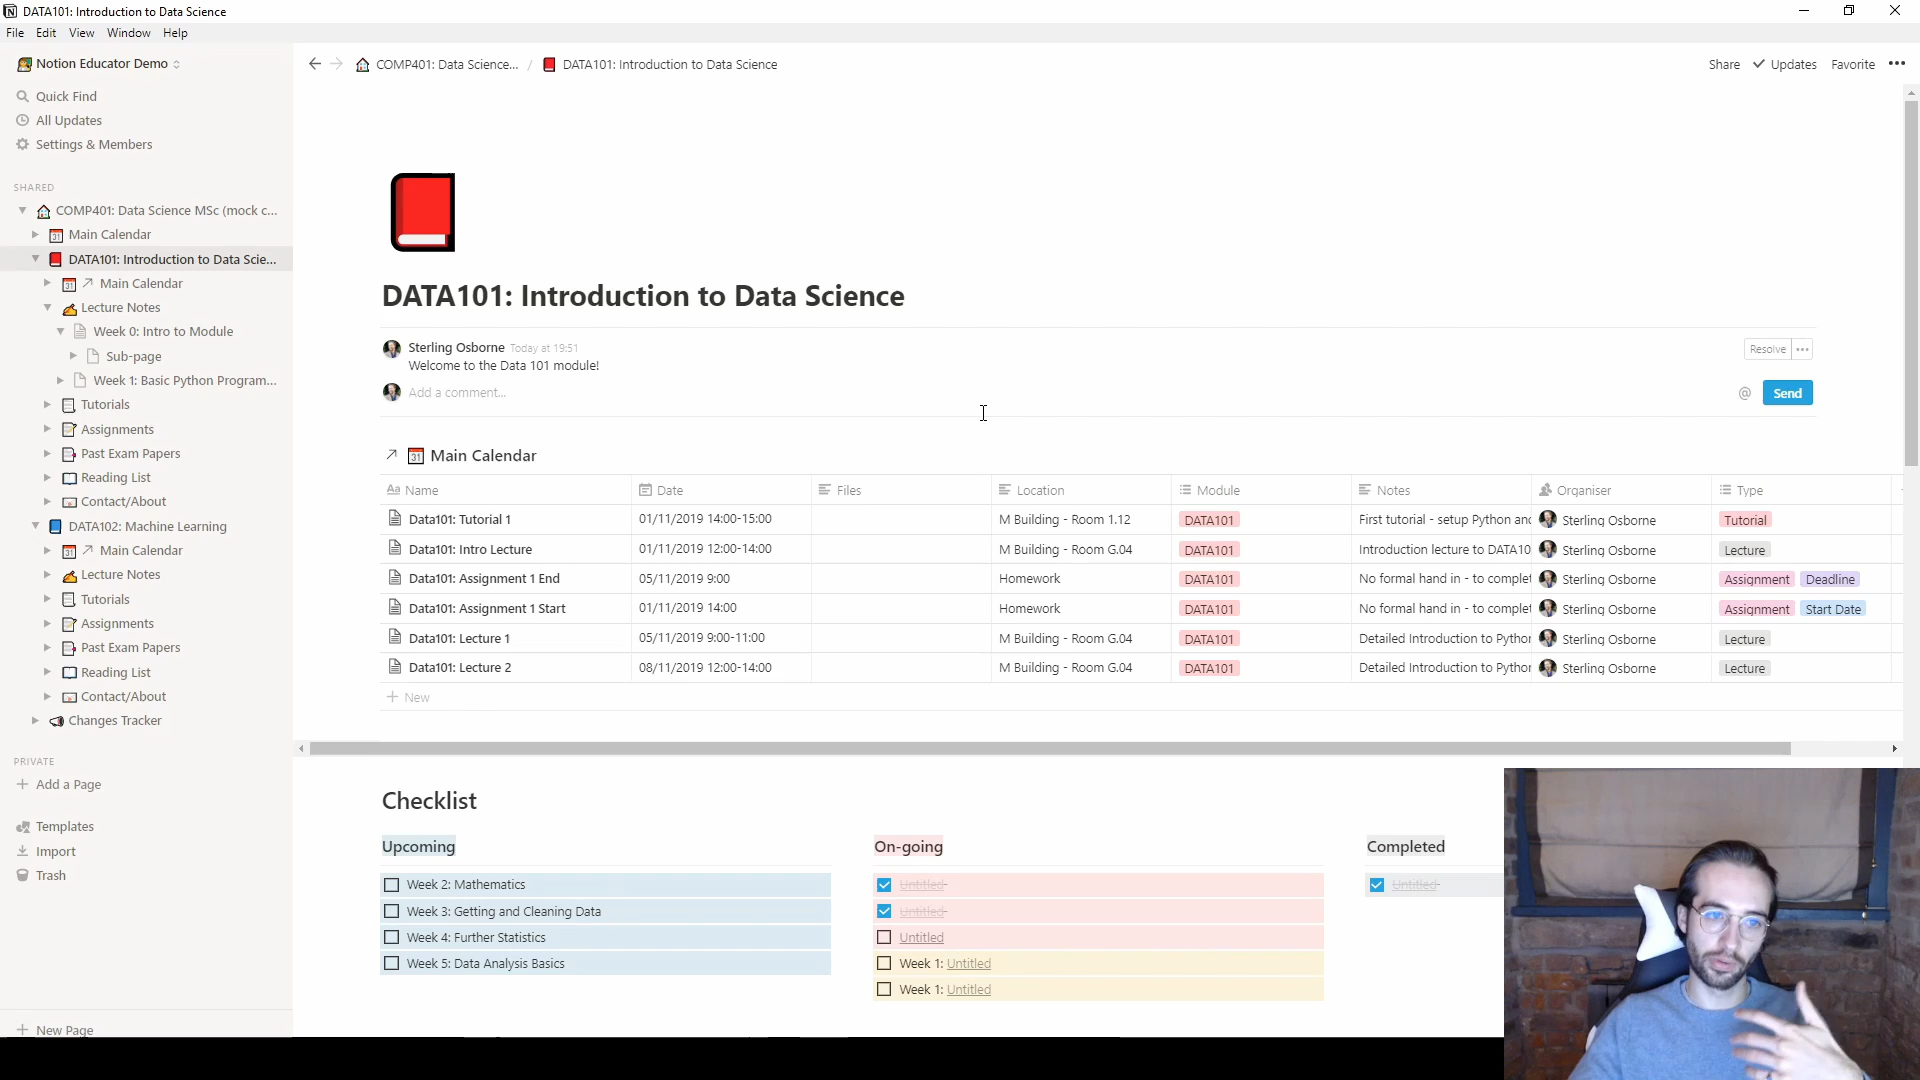 DATA101: Introduction to Data Science
File Edit View Window Help
Notion Educator Demo
Quick Find
All Updates
Settings & Members
SHARED
COMP401: Data Science MSc (mock c...
Main Calendar
DATA101: Introduction to Data Scie...
Main Calendar
Lecture Notes
Week 0: Intro to Module
Sub-page
Week 1: Basic Python Program...
Tutorials
Assignments
Past Exam Papers
Reading List
Contact/About
DATA102: Machine Learning
Main Calendar
Lecture Notes
Tutorials
Assignments
Past Exam Papers
Reading List
Contact/About
Changes Tracker
PRIVATE
+ Add a Page
Templates
Import
Trash
+ New Page
COMP401: Data Science... / DATA101: Introduction to Data Science
Share Updates Favorite •••
DATA101: Introduction to Data Science
Sterling Osborne Today at 19:51
Resolve •••
Welcome to the Data 101 module!
Add a comment... @ Send
31 Main Calendar
Aa Name Date Files Location Module Notes Organiser Type
Data101: Tutorial 1 01/11/2019 14:00-15:00 M Building - Room 1.12 DATA101 First tutorial - setup Python and Sterling Osborne Tutorial
Data101: Intro Lecture 01/11/2019 12:00-14:00 M Building - Room G.04 DATA101 Introduction lecture to DATA10 Sterling Osborne Lecture
Data101: Assignment 1 End 05/11/2019 9:00 Homework DATA101 No formal hand in - to complet Sterling Osborne Assignment Deadline
Data101: Assignment 1 Start 01/11/2019 14:00 Homework DATA101 No formal hand in - to complet Sterling Osborne Assignment Start Date
Data101: Lecture 1 05/11/2019 9:00-11:00 M Building - Room G.04 DATA101 Detailed Introduction to Python Sterling Osborne Lecture
Data101: Lecture 2 08/11/2019 12:00-14:00 M Building - Room G.04 DATA101 Detailed Introduction to Python Sterling Osborne Lecture
+ New
Checklist
Upcoming
Week 2: Mathematics
Week 3: Getting and Cleaning Data
Week 4: Further Statistics
Week 5: Data Analysis Basics
On-going
Untitled
Untitled
Untitled
Week 1: Untitled
Week 1: Untitled
Completed
Untitled